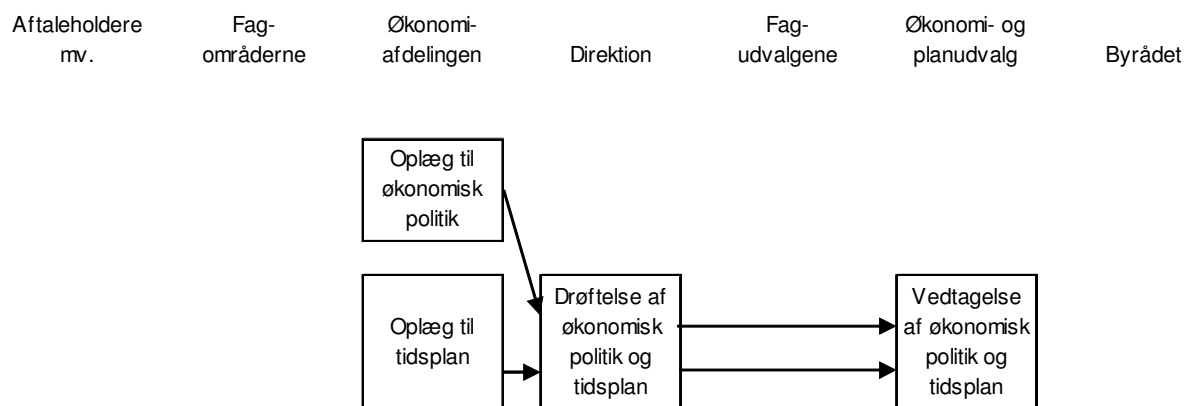 Aftaleholdere
mv.
Fag-
områderne
Økonomi-
afdelingen
Direktion
Fag-
udvalgene
Økonomi- og
planudvalg
Byrådet
Oplæg til
økonomisk
politik
Oplæg til
tidsplan
Drøftelse af
økonomisk
politik og
tidsplan
Vedtagelse
af økonomisk
politik og
tidsplan